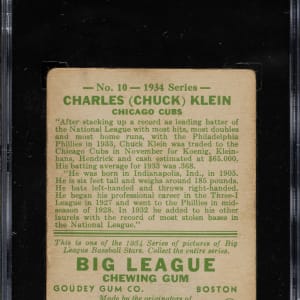 — No. 10 — 1934 Series —
CHARLES (CHUCK) KLEIN
CHICAGO CUBS
"After stacking up a record as leading batter of
the National League with most hits, most doubles
and most home runs, with the Philadelphia
Phillies in 1933, Chuck Klein was traded to the
Chicago Cubs in November for Koenig, Klein-
hans, Hendrick and cash estimated at $65,000.
His batting average for 1933 was .368.
"He was born in Indianapolis, Ind., in 1905.
He is six feet tall and weighs around 185 pounds.
He bats left-handed and throws right-handed.
He began his professional career in the Three-I
League in 1927 and went to the Phillies in mid-
season of 1928. In 1932 he added to his other
laurels with the record of most stolen bases in the
National League."
This is one of the 1934 Series of pictures of Big
League Baseball Stars. Collect the entire series.
BIG LEAGUE
CHEWING GUM
GOUDEY GUM CO. BOSTON
Made by the originators of